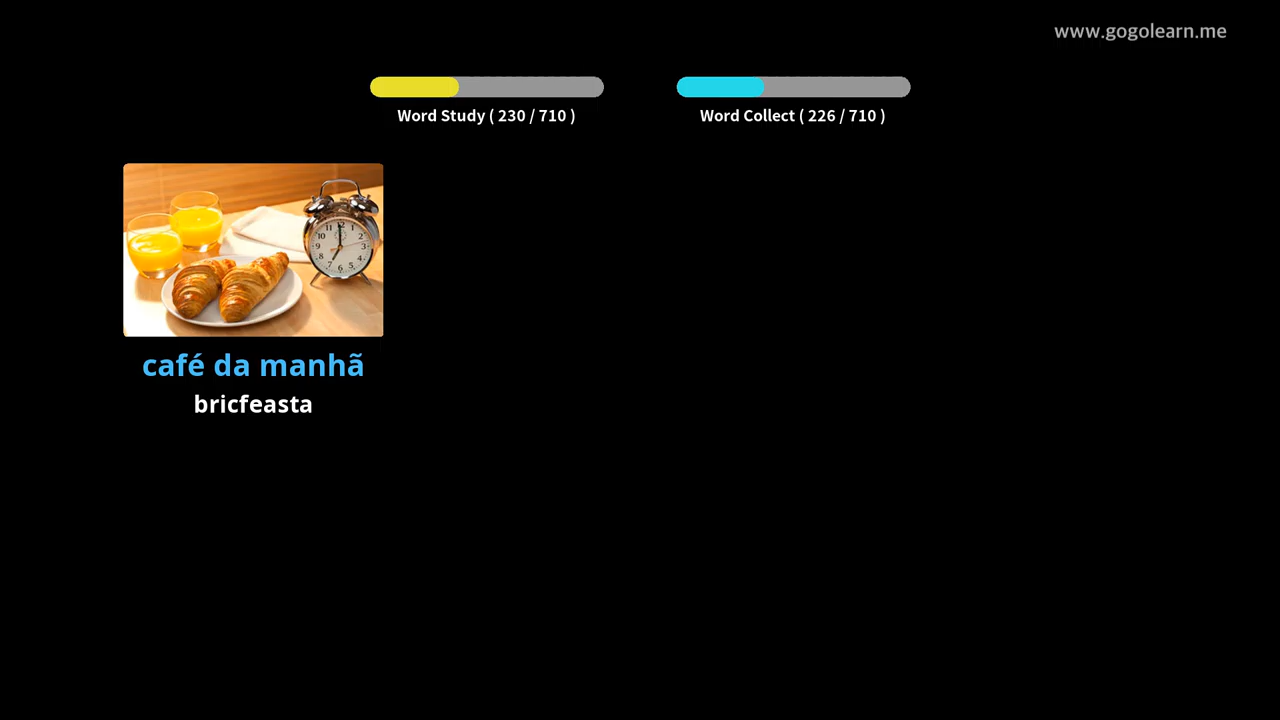 www.gogolearn.me
Word Study ( 230 / 710 )
Word Collect ( 226 / 710 )
café da manhã
bricfeasta